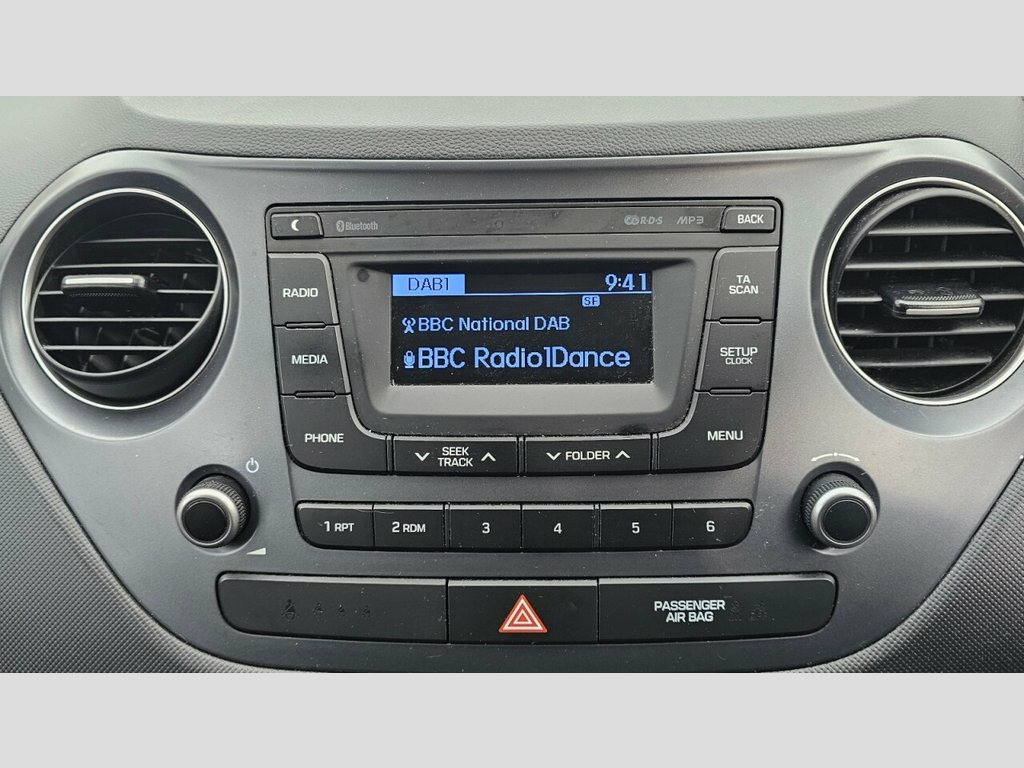 Bluetooth
RDS
MP3
BACK
RADIO
DAB1
9:41
TA
SCAN
SF
BBC National DAB
MEDIA
BBC Radio1Dance
SETUP
CLOCK
PHONE
SEEK
TRACK
FOLDER
MENU
1 RPT
2 RDM
3
4
5
6
PASSENGER
AIR BAG